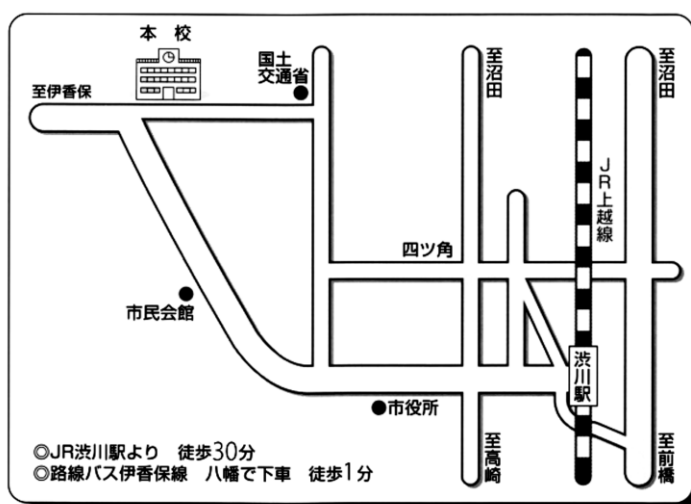 本校
国土
交通省
至伊香保
至沼田
至沼田
JR上越線
四ツ角
市民会館
渋川駅
市役所
至高崎
至前橋
◎JR渋川駅より 徒歩30分
◎路線バス伊香保線 八幡で下車 徒歩1分